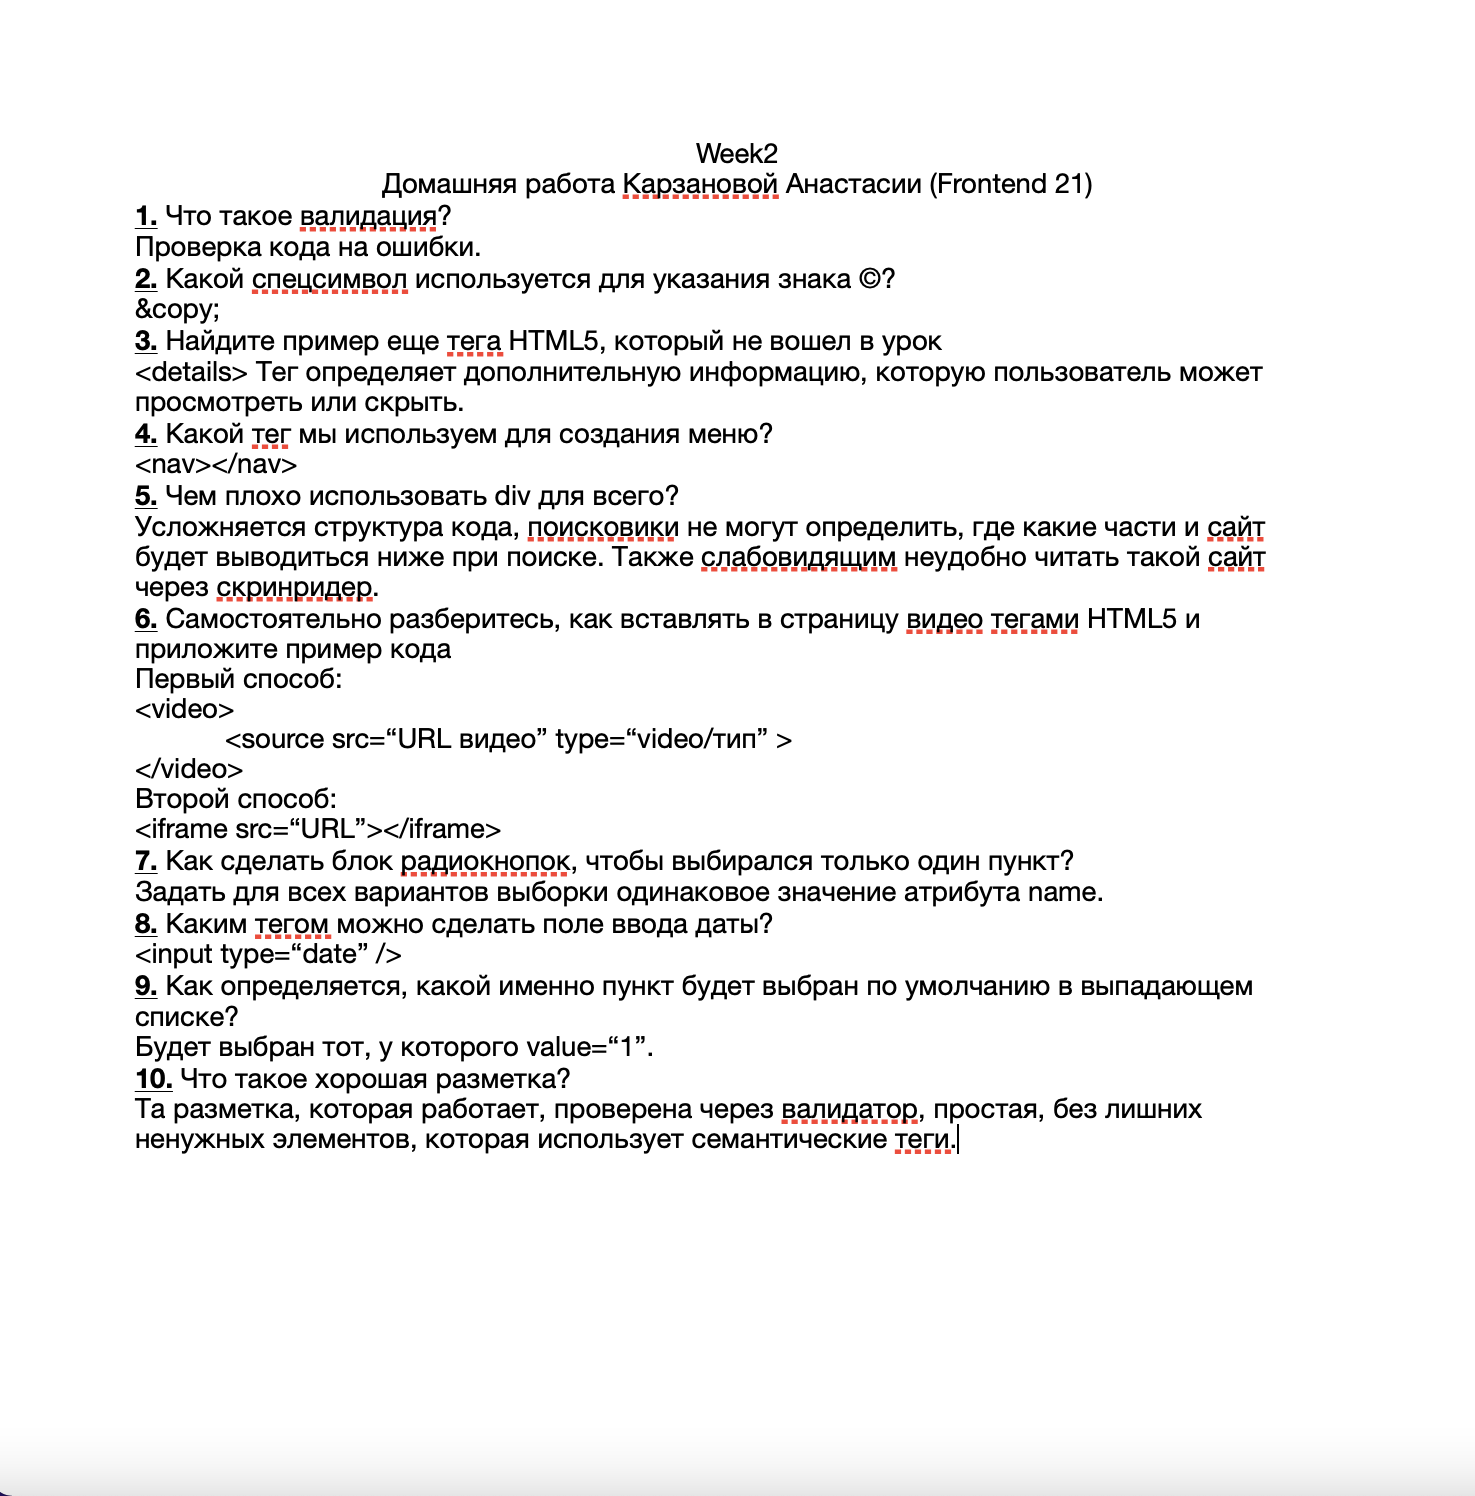 Week2
Домашняя работа Карзановой Анастасии (Frontend 21)
1. Что такое валидация?
Проверка кода на ошибки.
2. Какой спецсимвол используется для указания знака ©?
&copy;
3. Найдите пример еще тега HTML5, который не вошел в урок
<details> Тег определяет дополнительную информацию, которую пользователь может
просмотреть или скрыть.
4. Какой тег мы используем для создания меню?
<nav></nav>
5. Чем плохо использовать div для всего?
Усложняется структура кода, поисковики не могут определить, где какие части и сайт
будет выводиться ниже при поиске. Также слабовидящим неудобно читать такой сайт
через скринридер.
6. Самостоятельно разберитесь, как вставлять в страницу видео тегами HTML5 и
приложите пример кода
Первый способ:
<video>
<source src=“URL видео” type=“video/тип” >
</video>
Второй способ:
<iframe src=“URL”></iframe>
7. Как сделать блок радиокнопок, чтобы выбирался только один пункт?
Задать для всех вариантов выборки одинаковое значение атрибута name.
8. Каким тегом можно сделать поле ввода даты?
<input type=“date” />
9. Как определяется, какой именно пункт будет выбран по умолчанию в выпадающем
списке?
Будет выбран тот, у которого value=“1”.
10. Что такое хорошая разметка?
Та разметка, которая работает, проверена через валидатор, простая, без лишних
ненужных элементов, которая использует семантические теги.